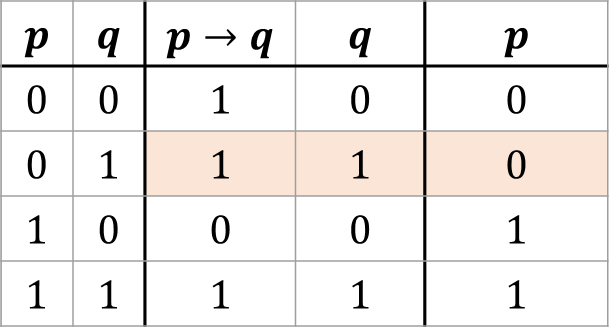 p q p → q q p
0 0 1 0 0
0 1 1 1 0
1 0 0 0 1
1 1 1 1 1